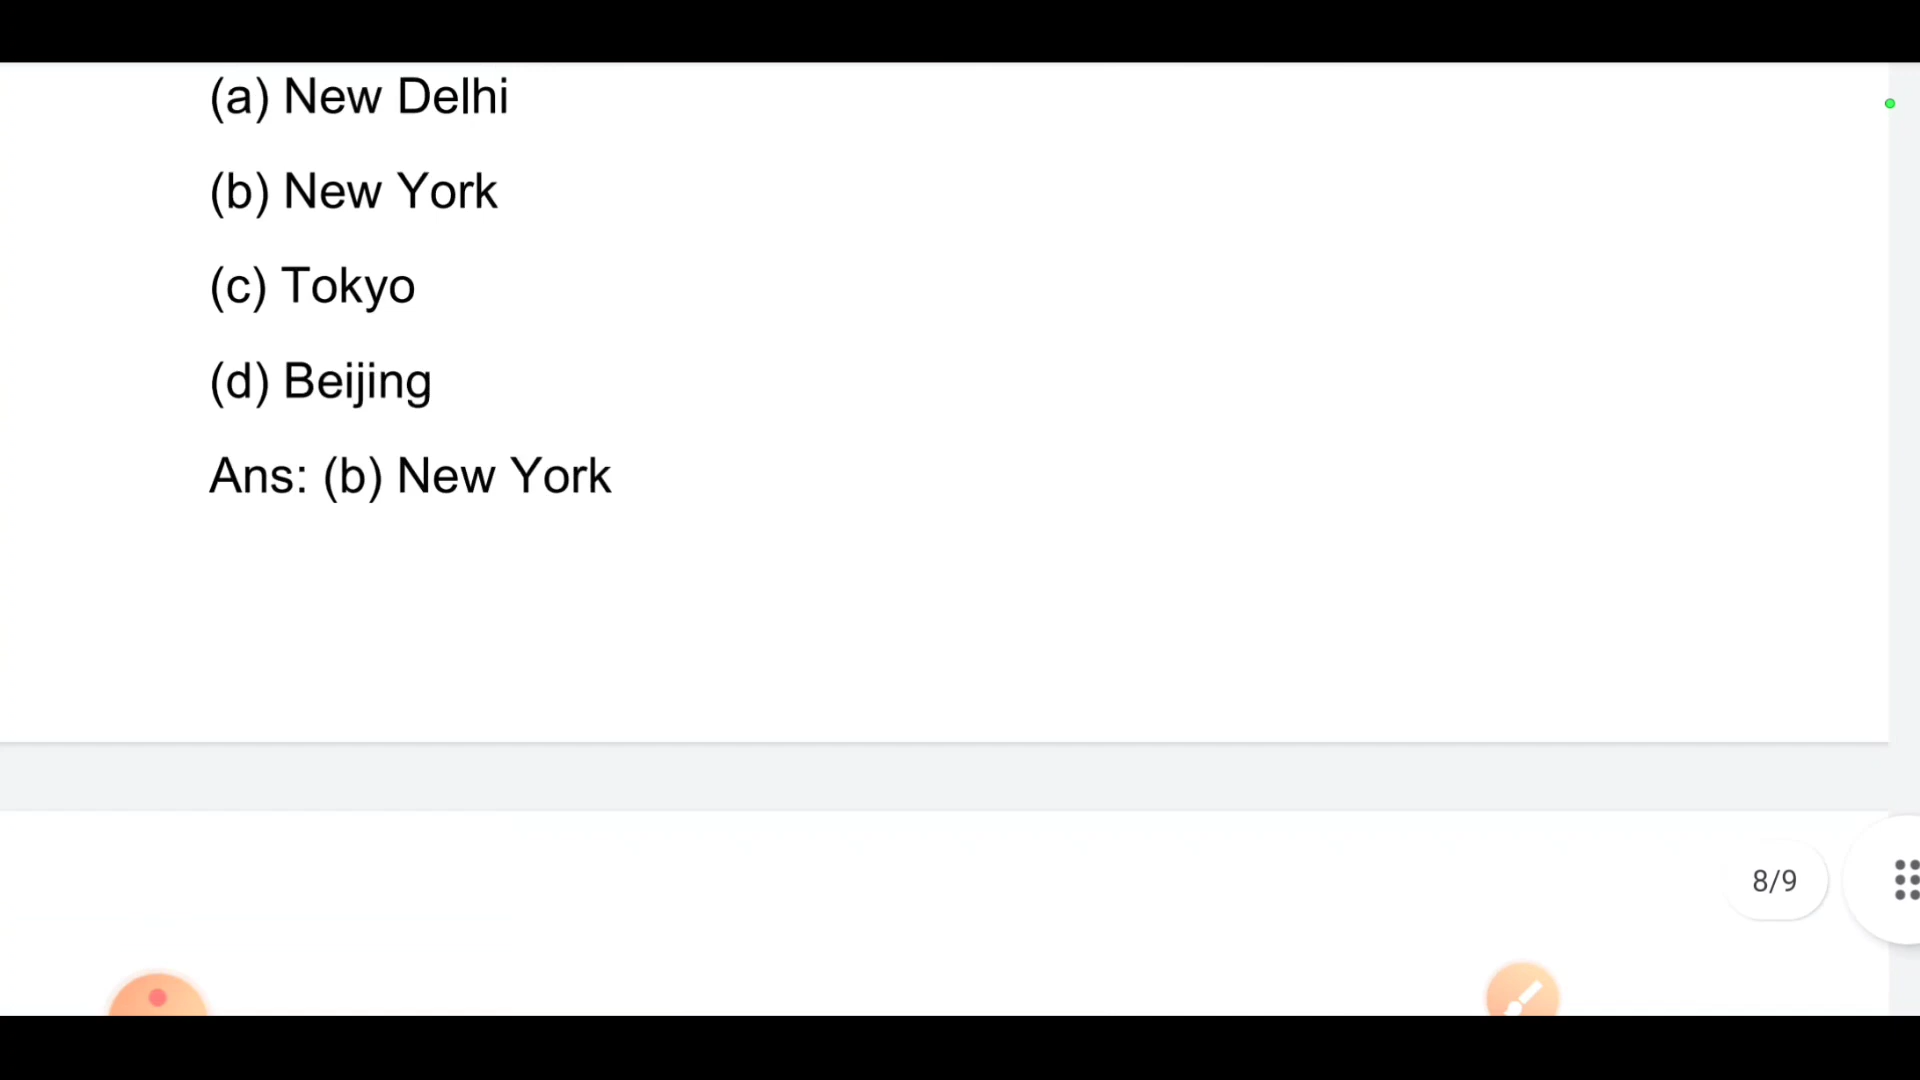 (a) New Delhi
(b) New York
(c) Tokyo
(d) Beijing
Ans: (b) New York
8/9